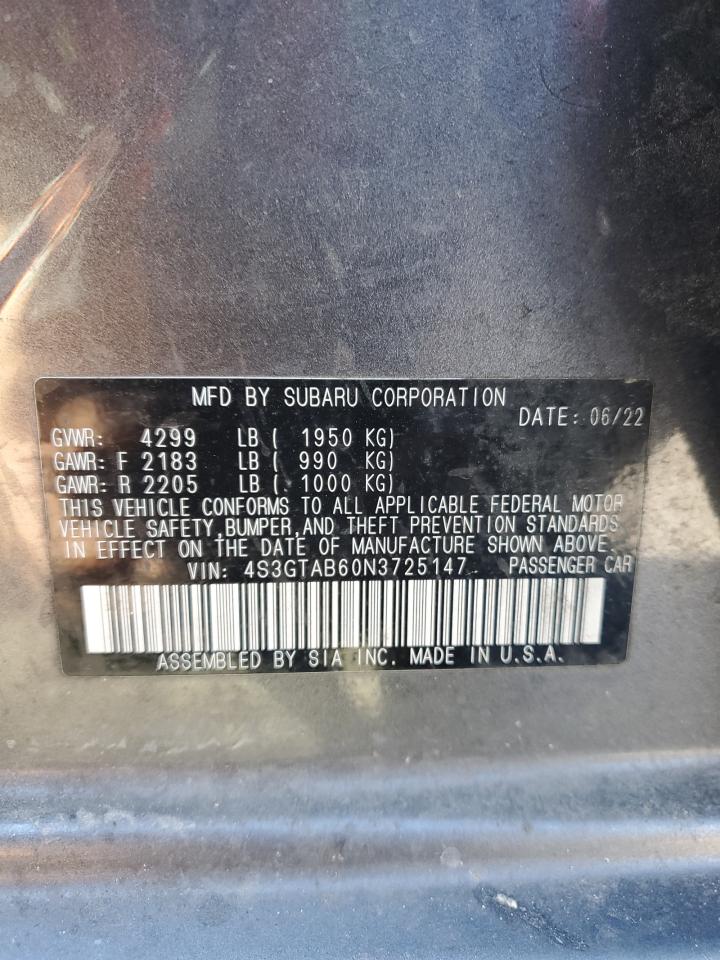 MFD BY SUBARU CORPORATION
DATE: 06/22
GVWR: 4299 LB ( 1950 KG)
GAWR: F 2183 LB ( 990 KG)
GAWR: R 2205 LB ( 1000 KG)
THIS VEHICLE CONFORMS TO ALL APPLICABLE FEDERAL MOTOR
VEHICLE SAFETY, BUMPER, AND THEFT PREVENTION STANDARDS
IN EFFECT ON THE DATE OF MANUFACTURE SHOWN ABOVE.
VIN: 4S3GTAB60N3725147 PASSENGER CAR
ASSEMBLED BY SIA INC. MADE IN U.S.A.